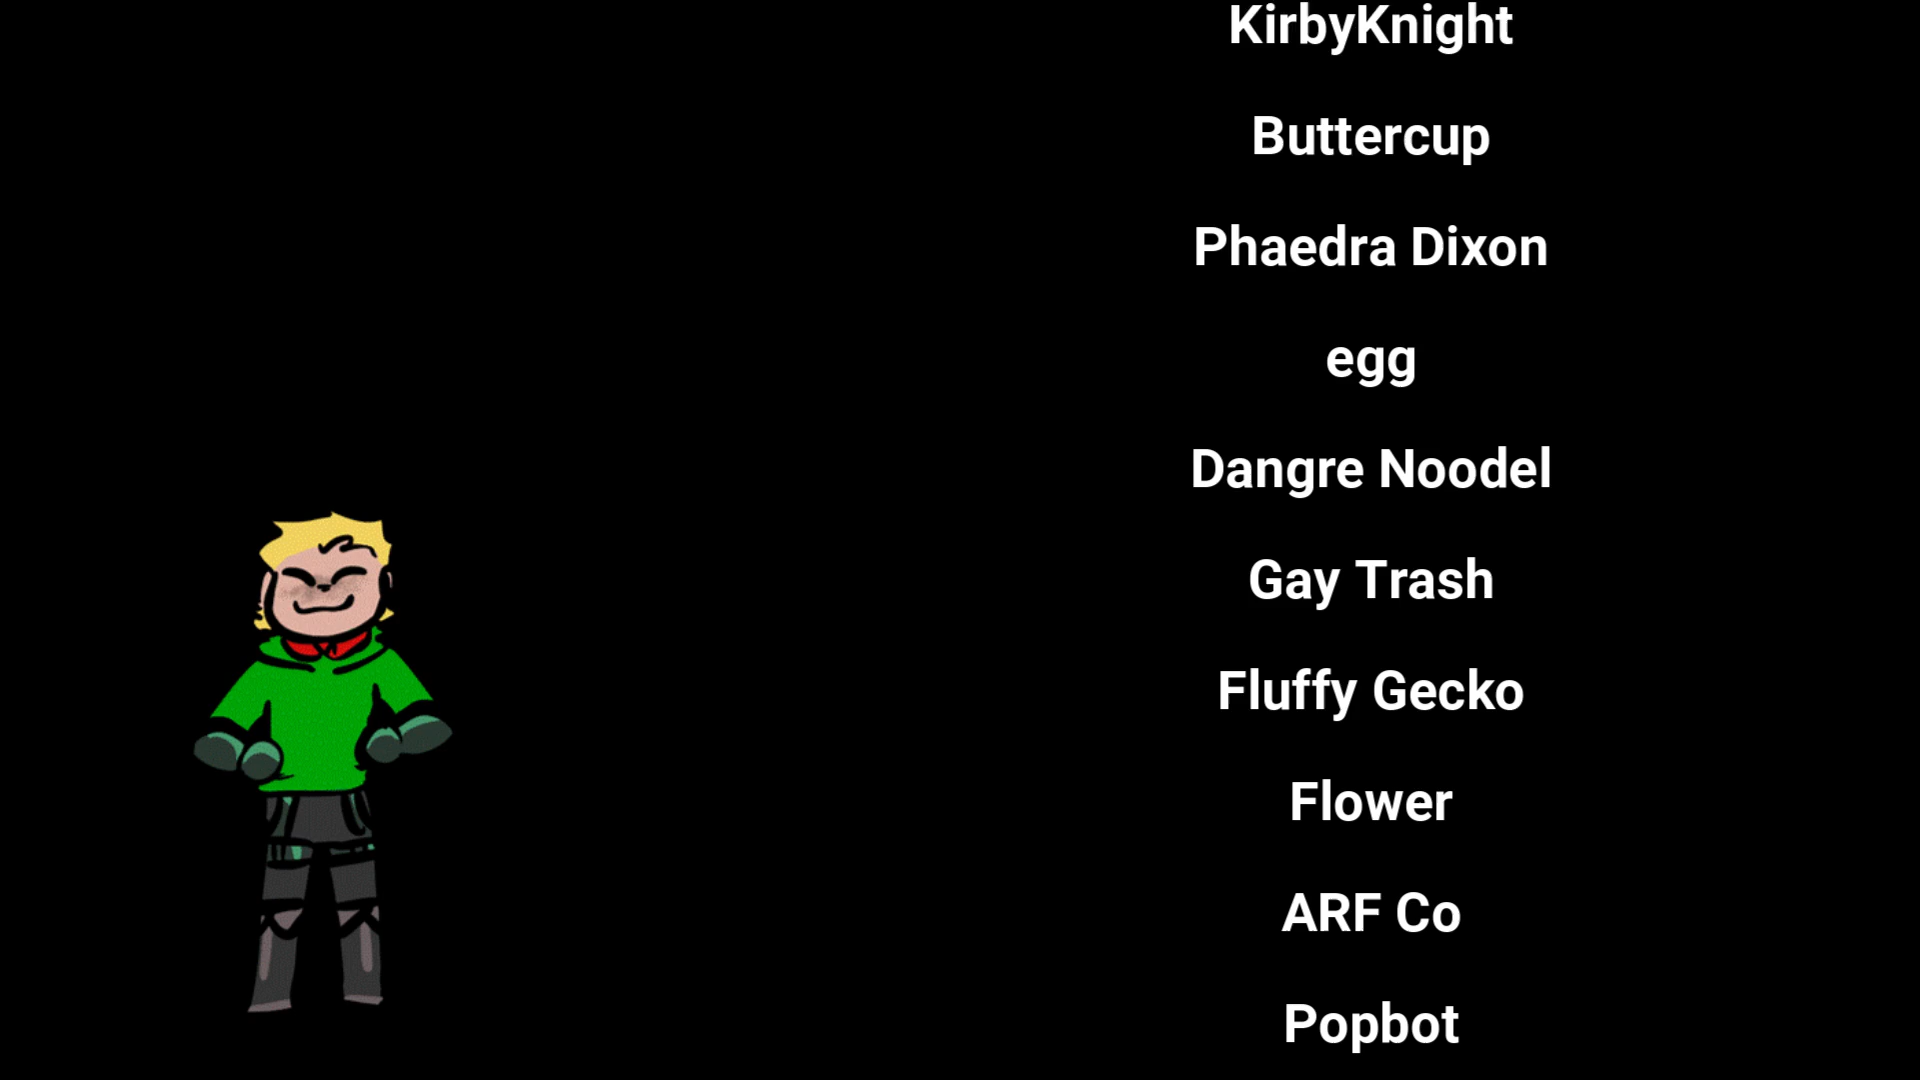 KirbyKnight
Buttercup
Phaedra Dixon
egg
Dangre Noodel
Gay Trash
Fluffy Gecko
Flower
ARF Co
Popbot